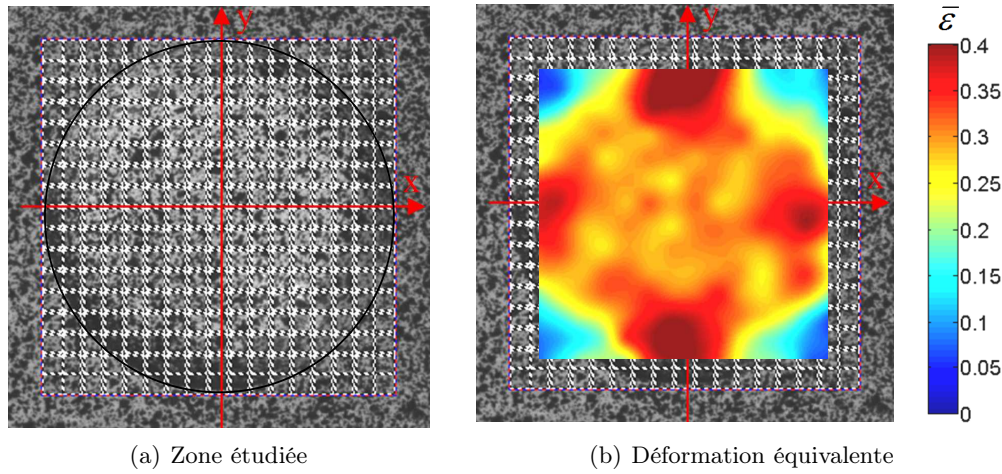 y
x
(a) Zone étudiée
y
x
(b) Déformation équivalente
ε̅
0.4
0.35
0.3
0.25
0.2
0.15
0.1
0.05
0